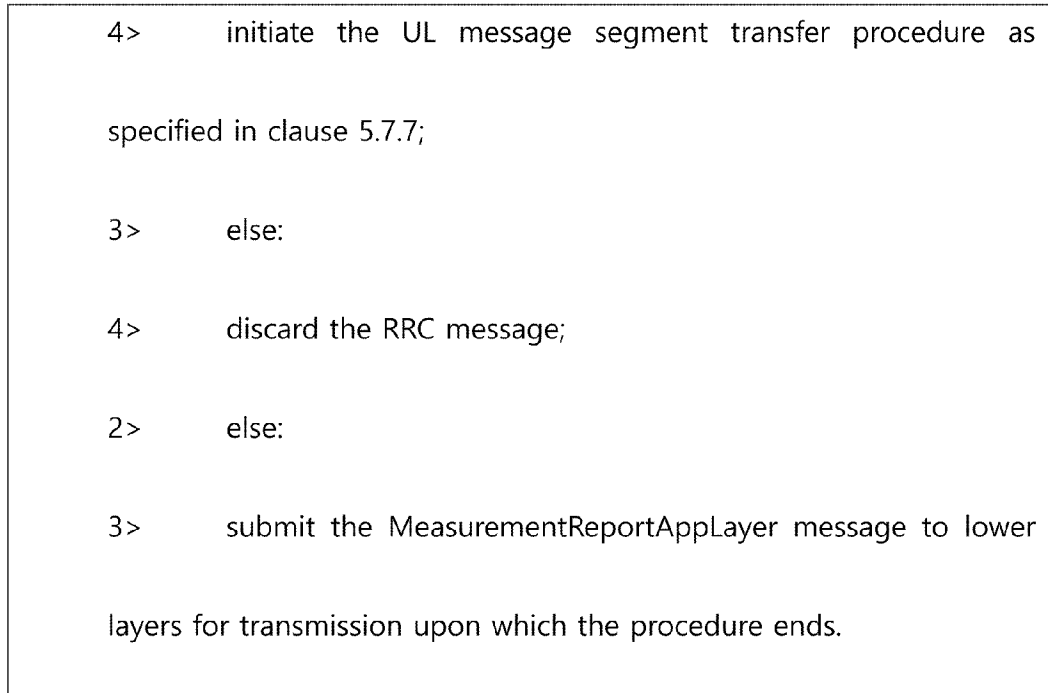 4> initiate the UL message segment transfer procedure as
specified in clause 5.7.7;
3> else:
4> discard the RRC message;
2> else:
3> submit the MeasurementReportAppLayer message to lower
layers for transmission upon which the procedure ends.